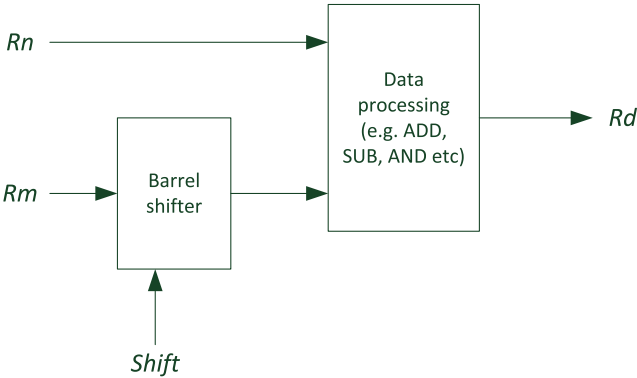 Rn
Data
processing
(e.g. ADD,
SUB, AND etc)
Rd
Rm
Barrel
shifter
Shift